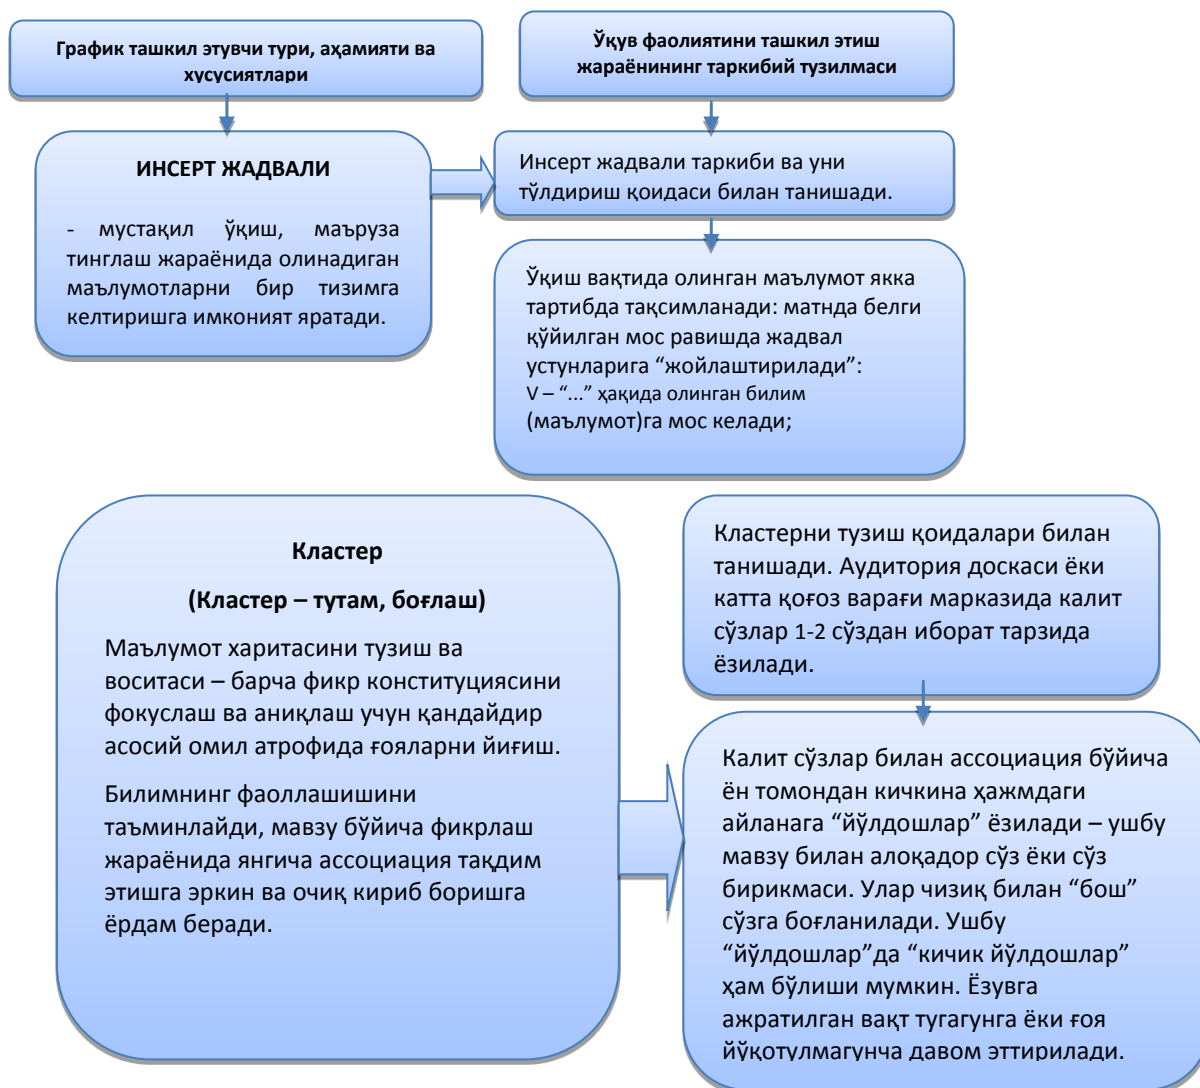 График ташкил этувчи тури, аҳамияти ва
хусусиятлари
Ўқув фаолиятини ташкил этиш
жараёнининг таркибий тузилмаси
ИНСЕРТ ЖАДВАЛИ
- мустақил ўқиш, маъруза
тинглаш жараёнида олинадиган
маълумотларни бир тизимга
келтиришга имконият яратади.
Инсерт жадвали таркиби ва уни
тўлдириш қоидаси билан танишади.
Ўқиш вақтида олинган маълумот якка
тартибда тақсимланади: матнда белги
қўйилган мос равишда жадвал
устунларига “жойлаштирилади”:
V – “...” ҳақида олинган билим
(маълумот)га мос келади;
Кластер
(Кластер – тутам, боғлаш)
Маълумот харитасини тузиш ва
воситаси – барча фикр конституциясини
фокуслаш ва аниқлаш учун қандайдир
асосий омил атрофида ғояларни йиғиш.
Билимнинг фаоллашишини
таъминлайди, мавзу бўйича фикрлаш
жараёнида янгича ассоциация тақдим
этишга эркин ва очиқ кириб боришга
ёрдам беради.
Кластерни тузиш қоидалари билан
танишади. Аудитория доскаси ёки
катта қоғоз варағи марказида калит
сўзлар 1-2 сўздан иборат тарзида
ёзилади.
Калит сўзлар билан ассоциация бўйича
ён томондан кичкина ҳажмдаги
айланага “йўлдошлар” ёзилади – ушбу
мавзу билан алоқадор сўз ёки сўз
бирикмаси. Улар чизиқ билан “бош”
сўзга боғланилади. Ушбу
“йўлдошлар”да “кичик йўлдошлар”
ҳам бўлиши мумкин. Ёзувга
ажратилган вақт тугагунга ёки ғоя
йўқотулмагунча давом эттирилади.